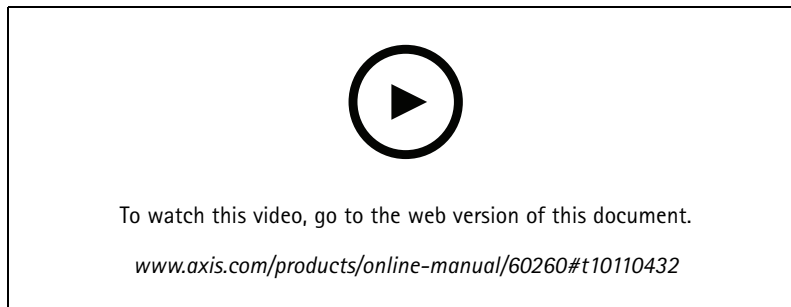 To watch this video, go to the web version of this document.
www.axis.com/products/online-manual/60260#t10110432